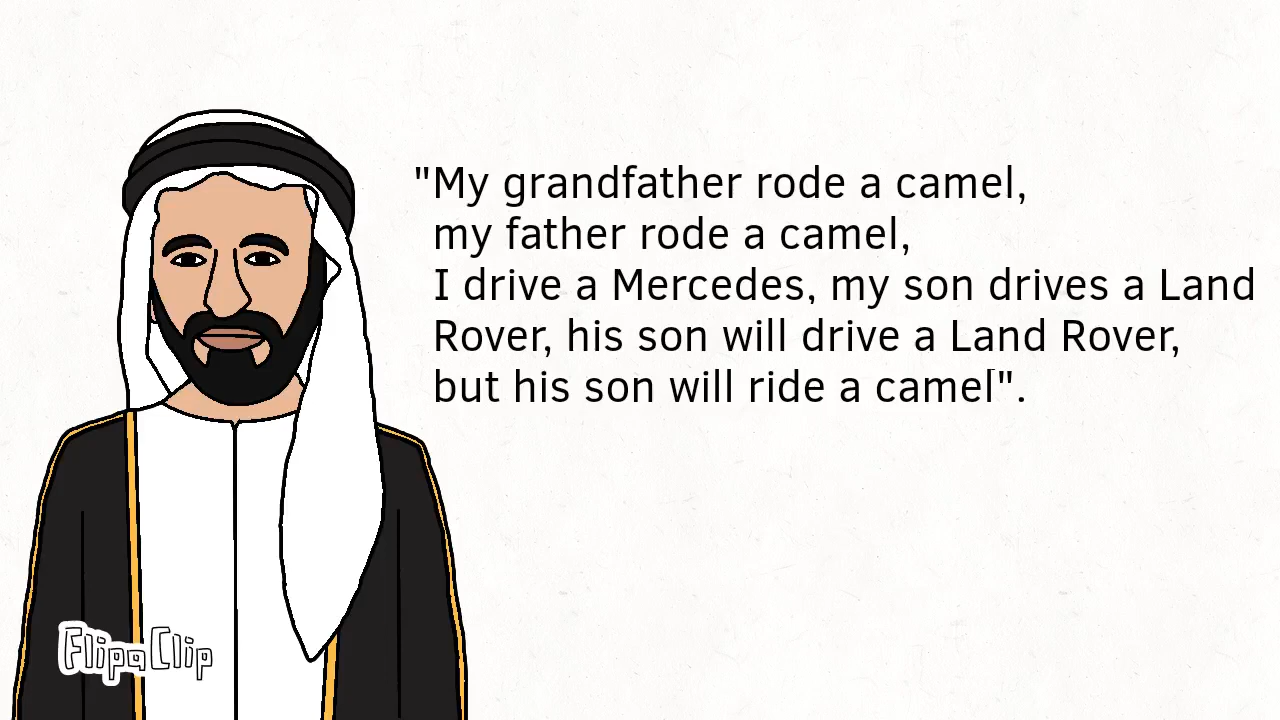 "My grandfather rode a camel,
my father rode a camel,
I drive a Mercedes, my son drives a Land
Rover, his son will drive a Land Rover,
but his son will ride a camel".
FlipaClip